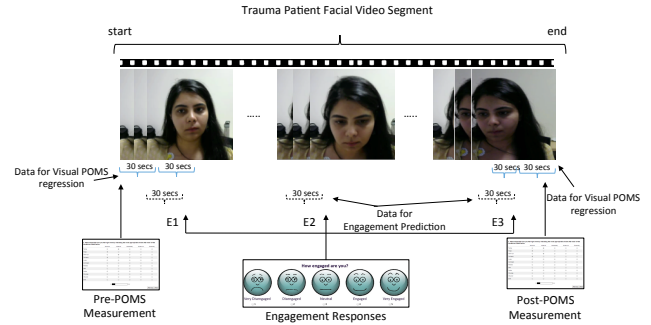 Trauma Patient Facial Video Segment
start
end
.....
.....
30 secs
30 secs
30 secs
30 secs
Data for Visual POMS
regression
Data for Visual POMS
regression
30 secs
30 secs
30 secs
Data for
Engagement Prediction
E1
E2
E3
How engaged are you?
Very Disengaged
Disengaged
Neutral
Engaged
Very Engaged
Pre-POMS
Measurement
Engagement Responses
Post-POMS
Measurement